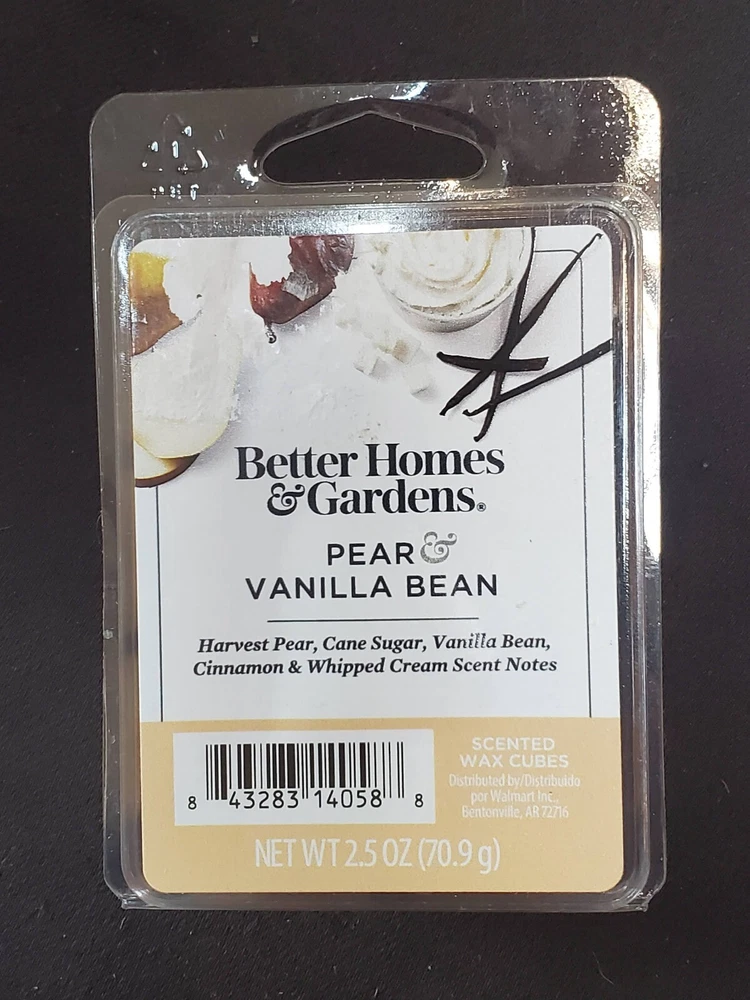 Better Homes
&Gardens®
PEAR &
VANILLA BEAN
Harvest Pear, Cane Sugar, Vanilla Bean,
Cinnamon & Whipped Cream Scent Notes
SCENTED
WAX CUBES
Distributed by/Distribuido
por Walmart Inc.,
Bentonville, AR 72716
8 43283 14058 8
NET WT 2.5 OZ (70.9 g)